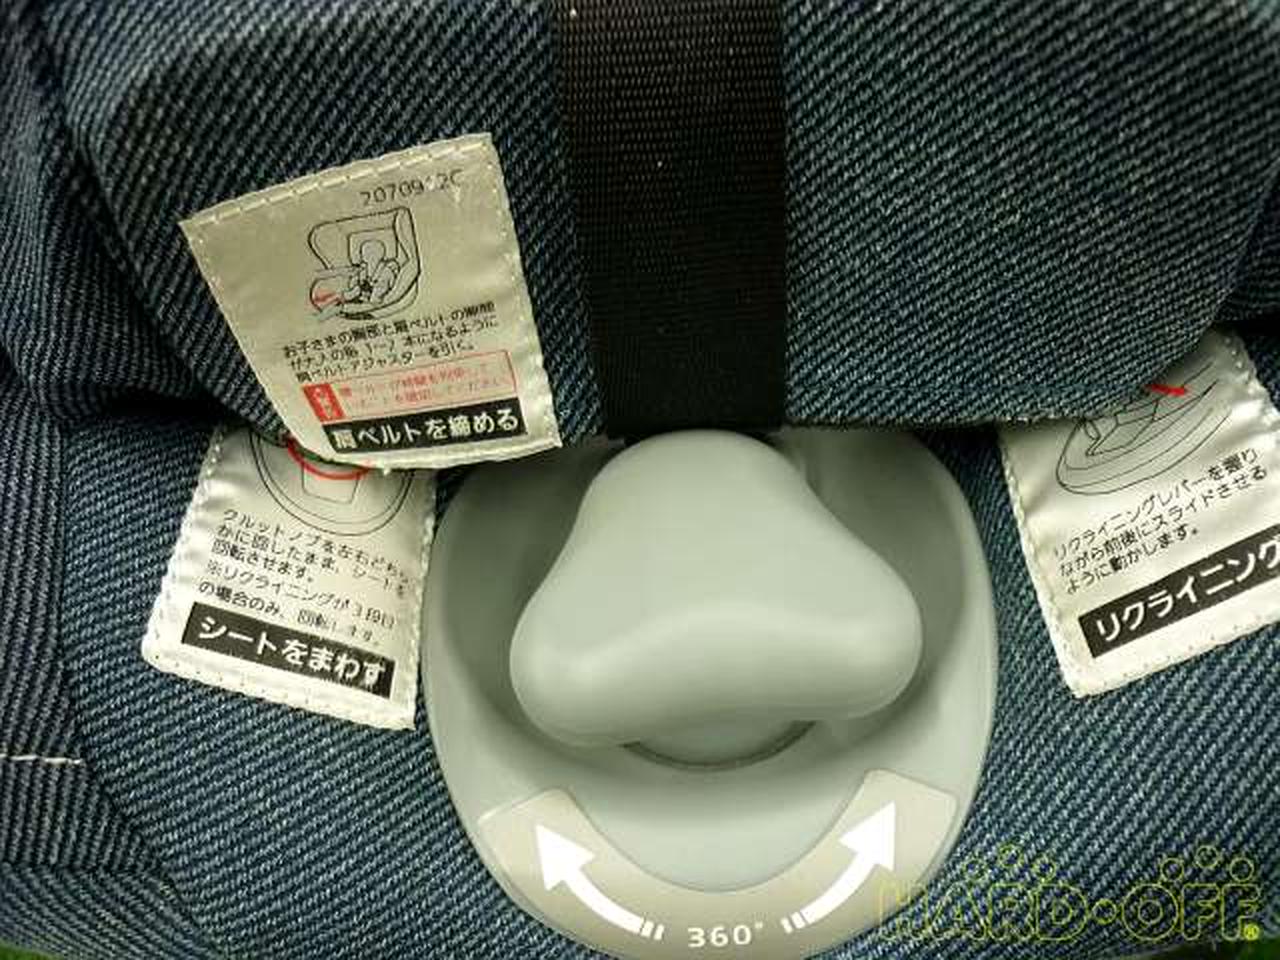 お子さまの胸部と肩ベルトの隙間
が大人の指
本になるように
肩ベルトアジャスターを引く。
肩ベルトを締める
クルットノブを左右どちら
かに回したまま、シートを
回転させます。
※リクライニングが3段目
の場合のみ、回転します。
シートをまわす
リクライニングレバーを握り
ながら前後にスライドさせる
ように動かします。
リクライニング
360°
HARD・OFF®